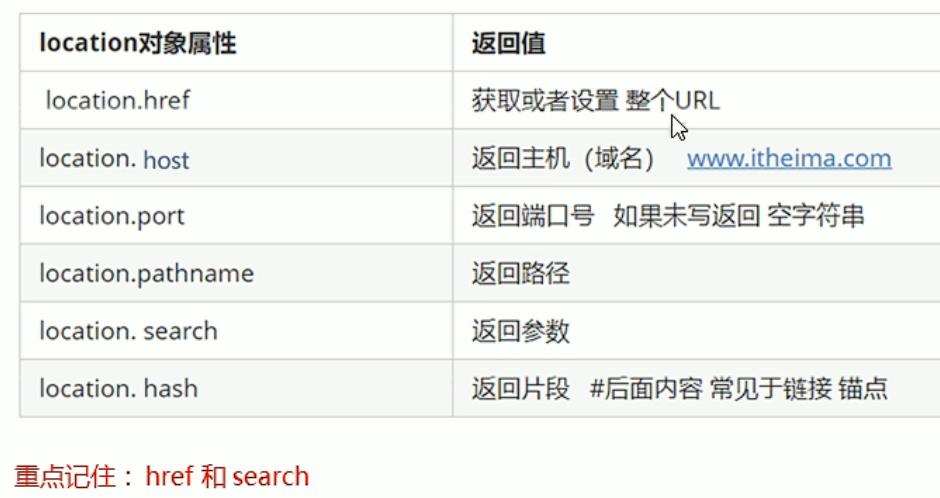 location对象属性 返回值
location.href 获取或者设置 整个URL
location. host 返回主机（域名） www.itheima.com
location.port 返回端口号 如果未写返回 空字符串
location.pathname 返回路径
location. search 返回参数
location. hash 返回片段 #后面内容 常见于链接 锚点
重点记住：href 和 search